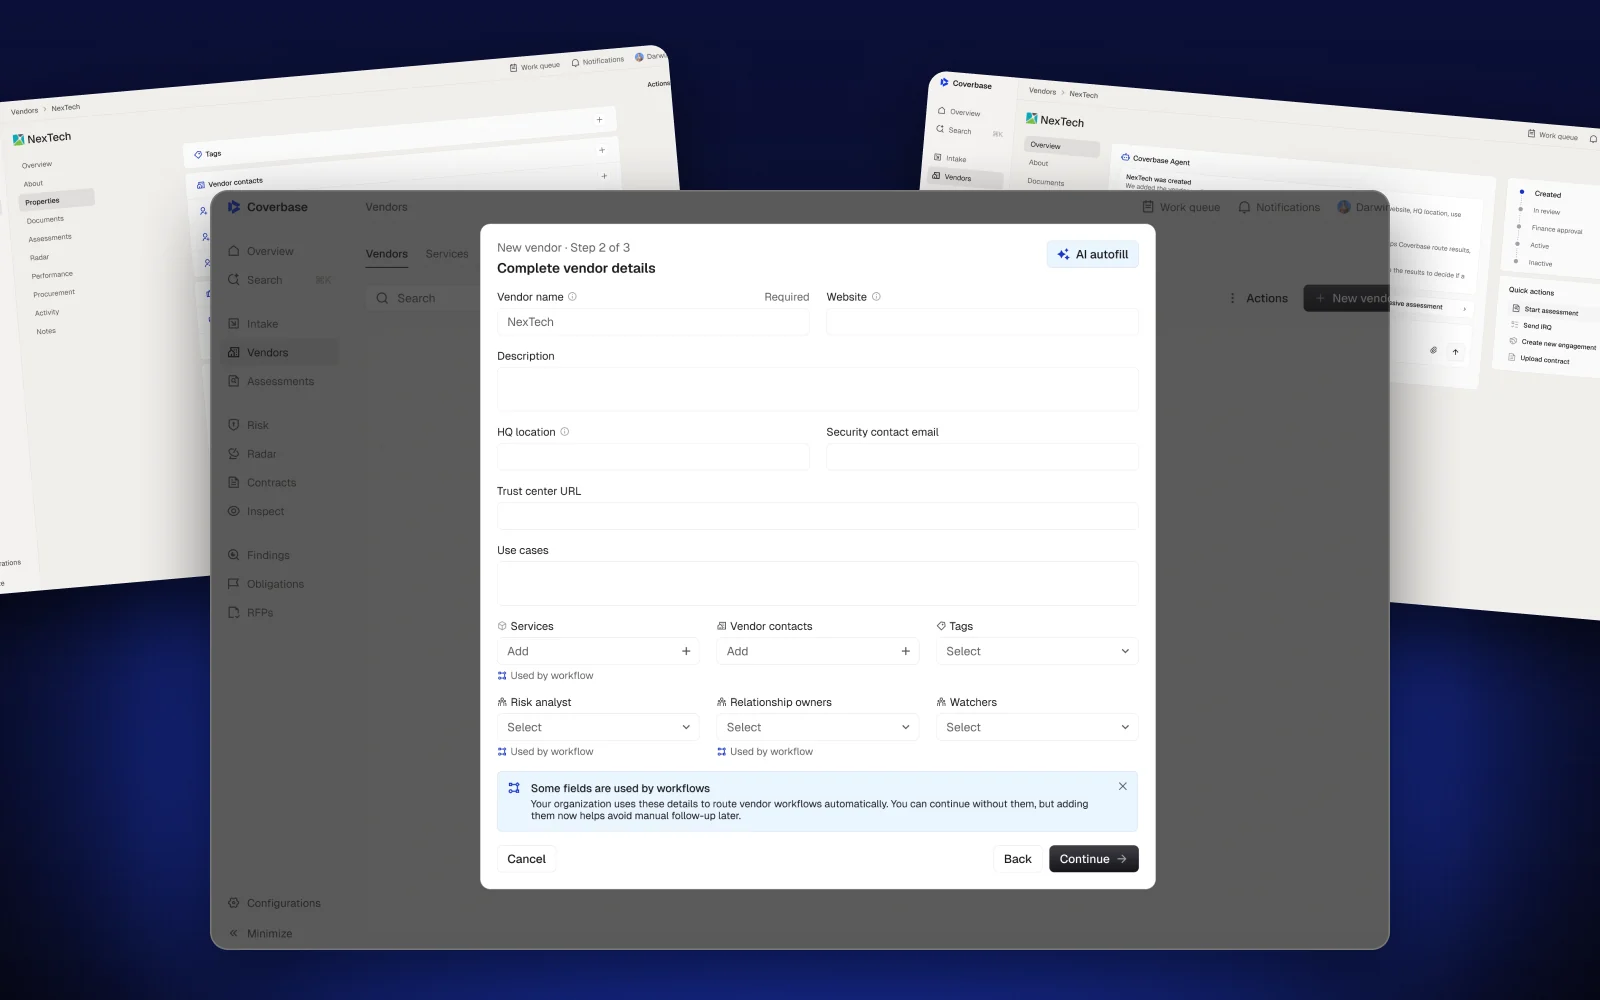 Work queue
Notifications
Vendors > NexTech
Actions
NexTech
Overview
About
Properties
Documents
Assessments
Radar
Performance
Procurement
Activity
Notes
Tags
Vendor contacts
Coverbase
Overview
Search ⌘K
Intake
Vendors
Vendors > NexTech
NexTech
Overview
About
Documents
Work queue
Coverbase Agent
NexTech was created
Created
In review
Finance approval
Active
Inactive
Quick actions
Start assessment
Send IRQ
Create new engagement
Upload contract
Coverbase
Vendors
Work queue
Notifications
Overview
Search ⌘K
Intake
Vendors
Assessments
Risk
Radar
Contracts
Inspect
Findings
Obligations
RFPs
Configurations
Minimize
Vendors
Services
Search
Actions
New vendo
New vendor · Step 2 of 3
Complete vendor details
AI autofill
Vendor name
Required
Website
NexTech
Description
HQ location
Security contact email
Trust center URL
Use cases
Services
Vendor contacts
Tags
Add
Add
Select
Used by workflow
Risk analyst
Relationship owners
Watchers
Select
Select
Select
Used by workflow
Used by workflow
Some fields are used by workflows
Your organization uses these details to route vendor workflows automatically. You can continue without them, but adding
them now helps avoid manual follow-up later.
Cancel
Back
Continue